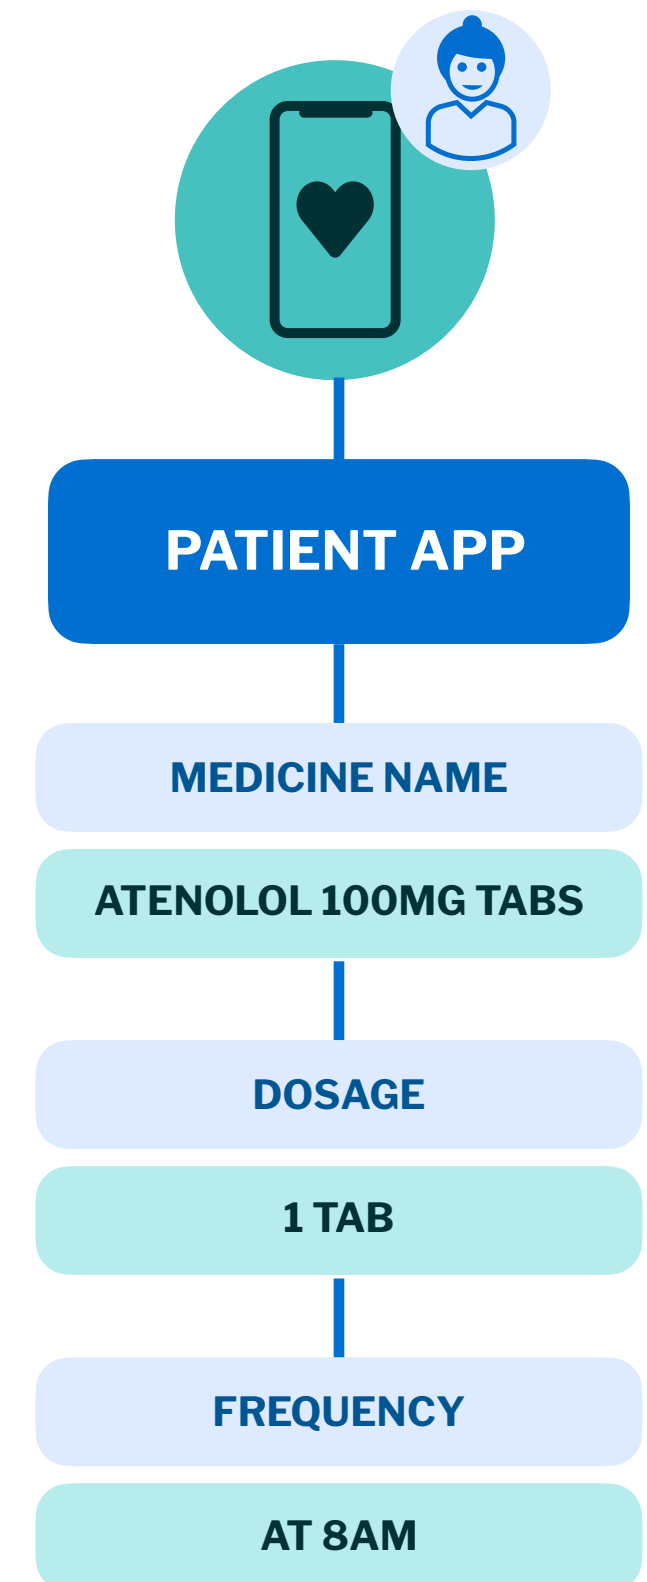 PATIENT APP
MEDICINE NAME
ATENOLOL 100MG TABS
DOSAGE
1 TAB
FREQUENCY
AT 8AM